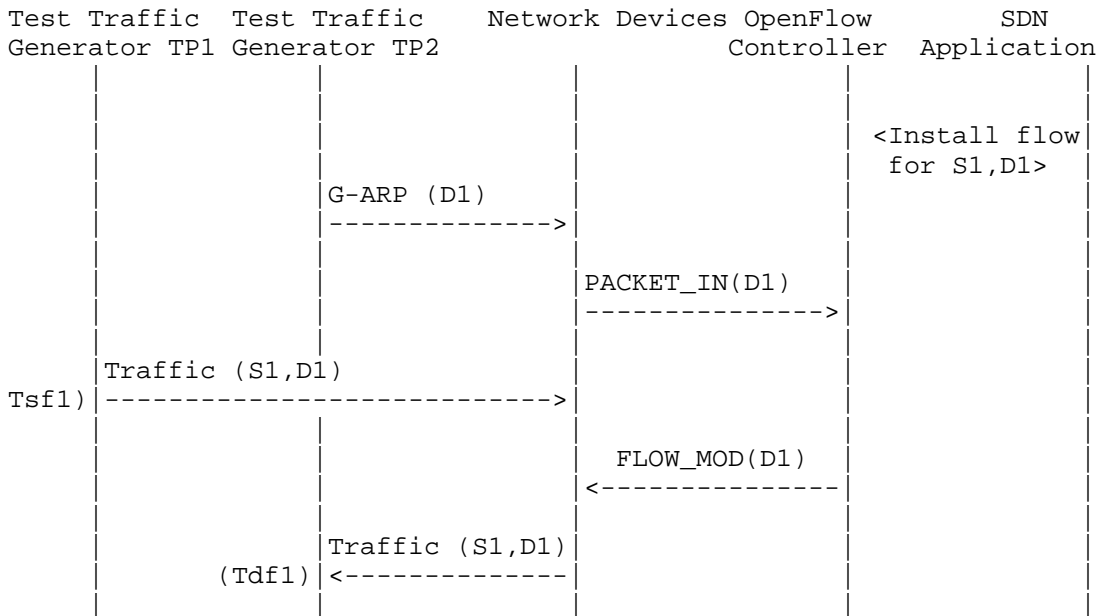 Test Traffic Test Traffic Network Devices OpenFlow SDN
Generator TP1 Generator TP2 Controller Application
<Install flow
for S1,D1>
G-ARP (D1)
PACKET_IN(D1)
Traffic (S1,D1)
Tsf1)
FLOW_MOD(D1)
Traffic (S1,D1)
(Tdf1)